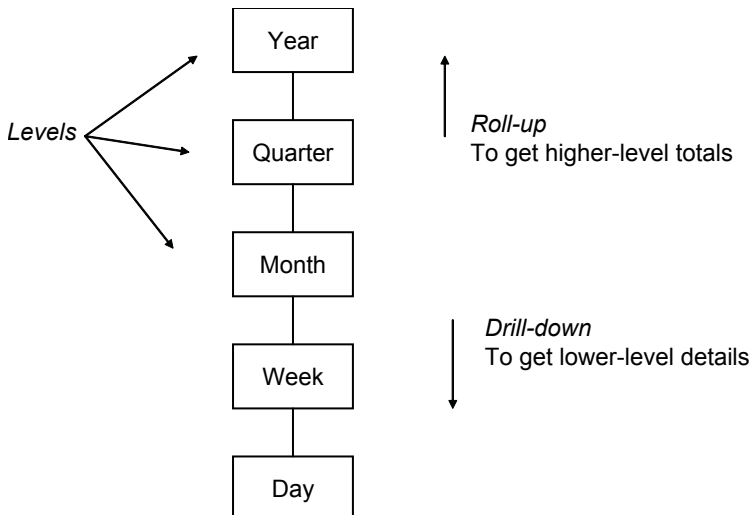 Year
Levels
Quarter
Roll-up
To get higher-level totals
Month
Drill-down
To get lower-level details
Week
Day